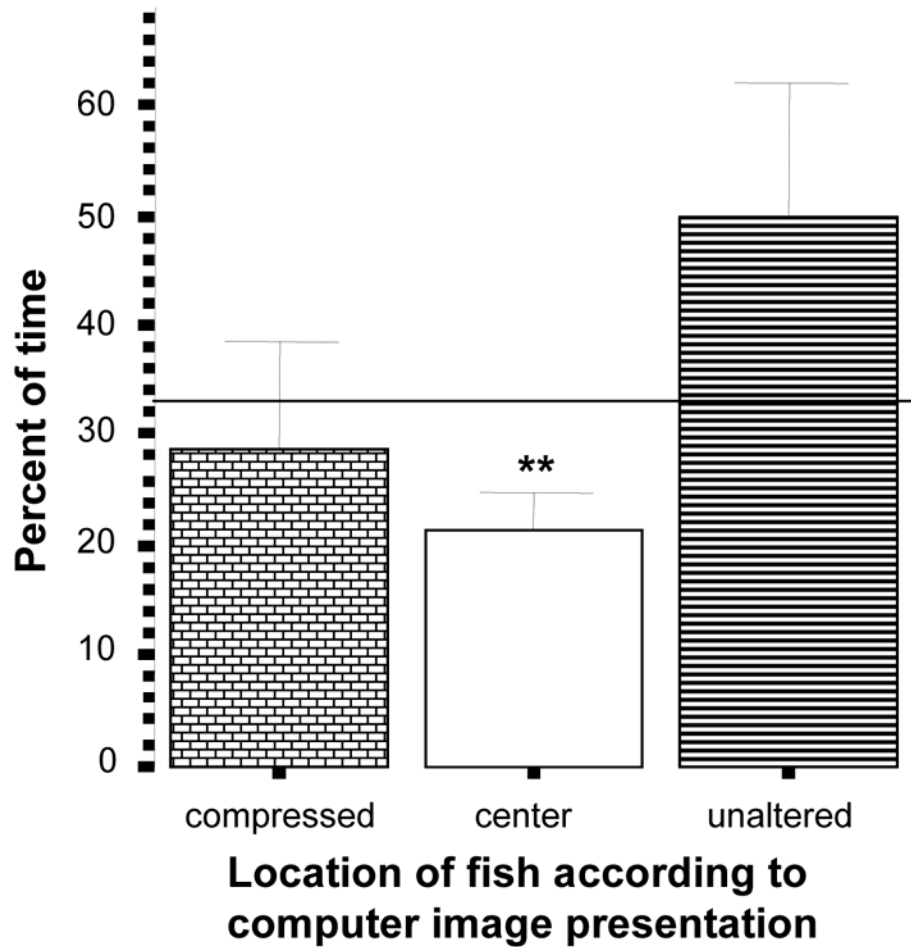 Percent of time
60
50
40
30
20
10
0
**
compressed
center
unaltered
Location of fish according to
computer image presentation